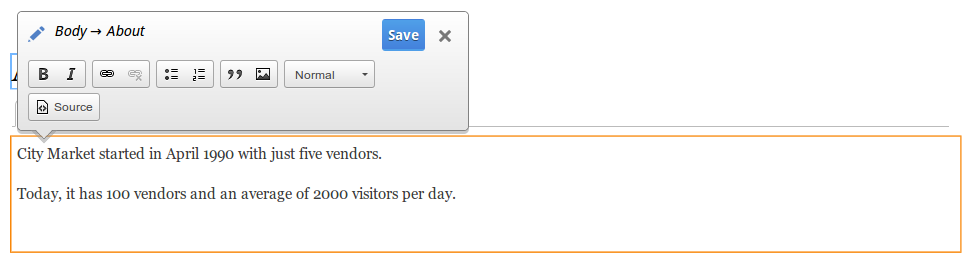 Body → About
Save
B I Normal
Source
City Market started in April 1990 with just five vendors.
Today, it has 100 vendors and an average of 2000 visitors per day.